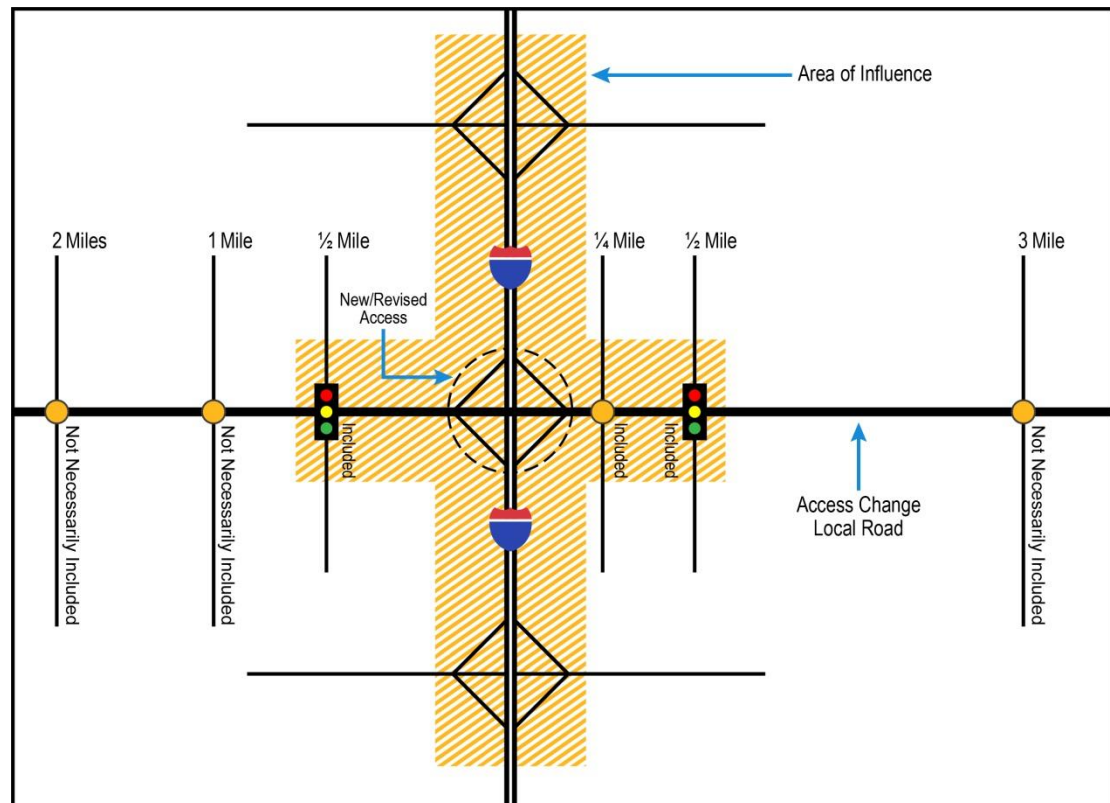 Area of Influence
2 Miles
1 Mile
½ Mile
¼ Mile
½ Mile
3 Mile
New/Revised
Access
Not Necessarily Included
Not Necessarily Included
Included
Included
Included
Not Necessarily Included
Access Change
Local Road